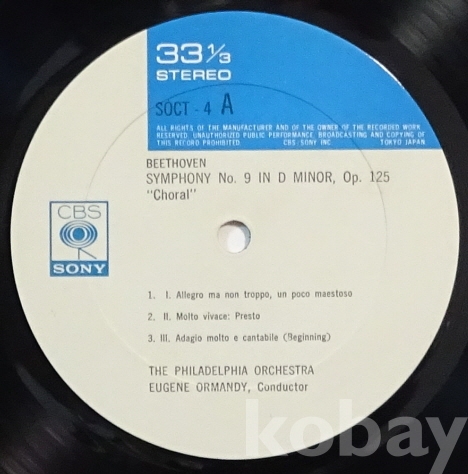 33 1/3
STEREO
SOCT - 4 A
ALL RIGHTS OF THE MANUFACTURER AND OF THE OWNER OF THE RECORDED WORK
RESERVED. UNAUTHORIZED PUBLIC PERFORMANCE, BROADCASTING AND COPYING OF
THIS RECORD PROHIBITED. CBS/SONY INC. TOKYO JAPAN
BEETHOVEN
SYMPHONY No. 9 IN D MINOR, Op. 125
"Choral"
CBS
SONY
1. I. Allegro ma non troppo, un poco maestoso
2. II. Molto vivace: Presto
3. III. Adagio molto e cantabile (Beginning)
THE PHILADELPHIA ORCHESTRA
EUGENE ORMANDY, Conductor
kobay